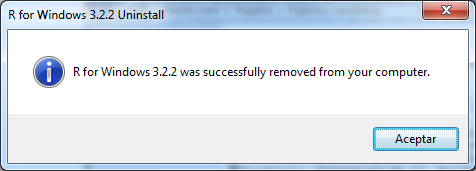 R for Windows 3.2.2 Uninstall
R for Windows 3.2.2 was successfully removed from your computer.
Aceptar